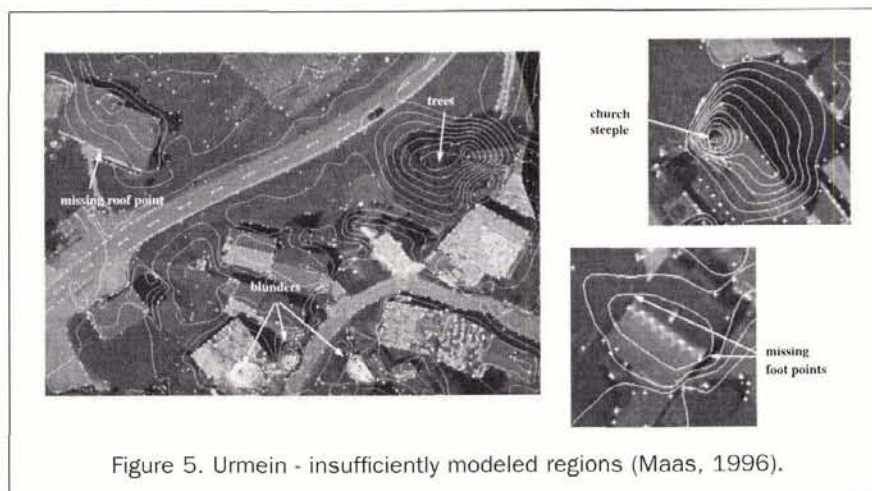 trees
missing roof point
blunders
church
steeple
missing
foot points
Figure 5. Urmein - insufficiently modeled regions (Maas, 1996).